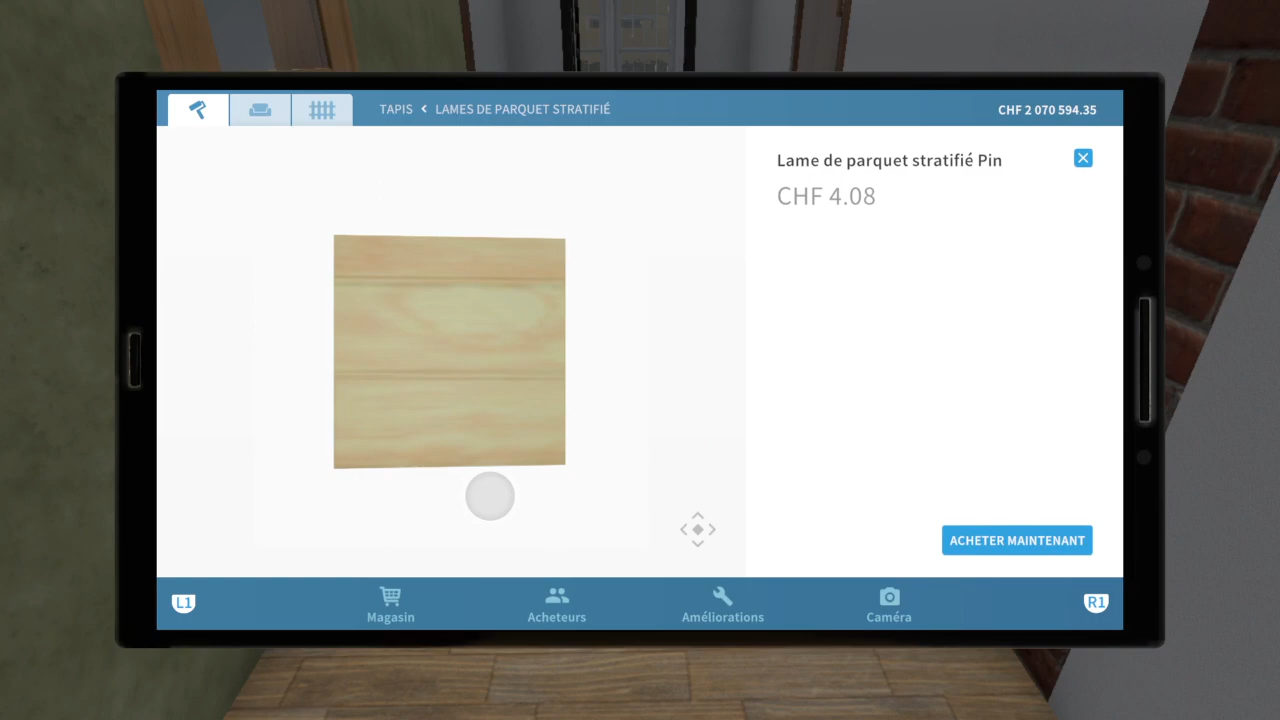 TAPIS < LAMES DE PARQUET STRATIFIÉ
CHF 2 070 594.35
Lame de parquet stratifié Pin
CHF 4.08
ACHETER MAINTENANT
L1
Magasin
Acheteurs
Améliorations
Caméra
R1